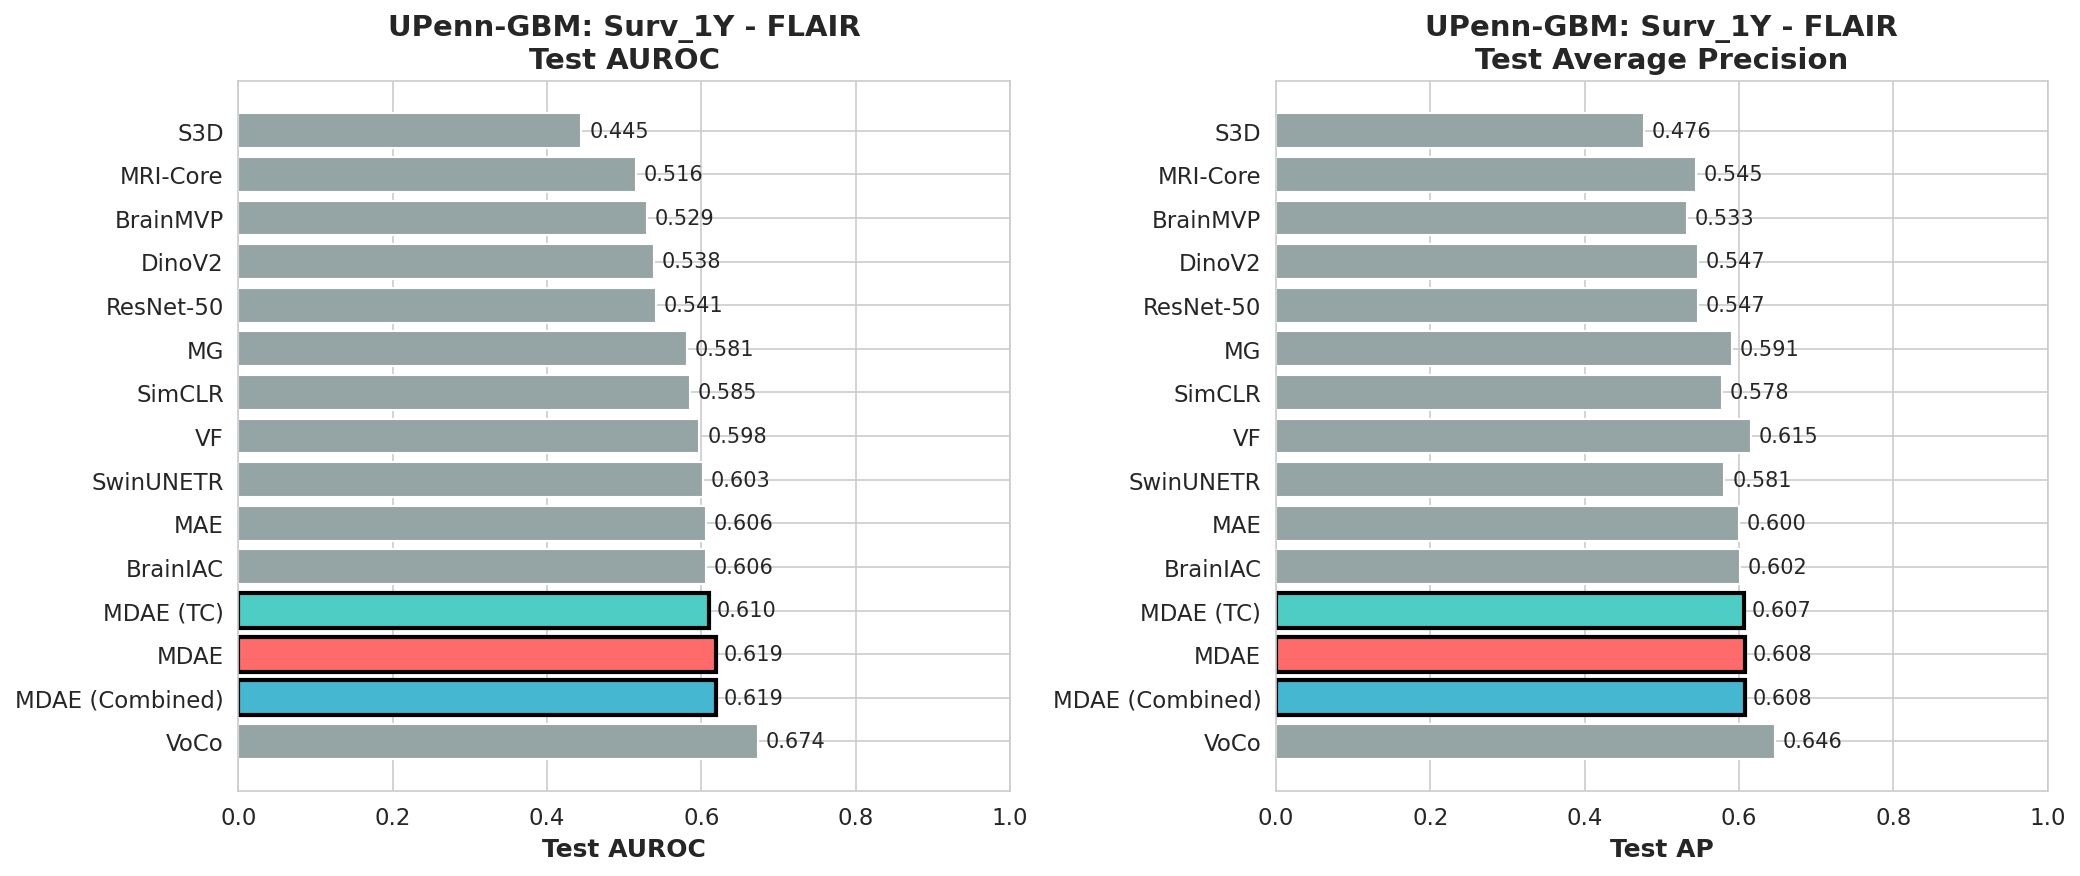 UPenn-GBM: Surv_1Y - FLAIR
Test AUROC
S3D
0.445
MRI-Core
0.516
BrainMVP
0.529
DinoV2
0.538
ResNet-50
0.541
MG
0.581
SimCLR
0.585
VF
0.598
SwinUNETR
0.603
MAE
0.606
BrainIAC
0.606
MDAE (TC)
0.610
MDAE
0.619
MDAE (Combined)
0.619
VoCo
0.674
0.0 0.2 0.4 0.6 0.8 1.0
Test AUROC
UPenn-GBM: Surv_1Y - FLAIR
Test Average Precision
S3D
0.476
MRI-Core
0.545
BrainMVP
0.533
DinoV2
0.547
ResNet-50
0.547
MG
0.591
SimCLR
0.578
VF
0.615
SwinUNETR
0.581
MAE
0.600
BrainIAC
0.602
MDAE (TC)
0.607
MDAE
0.608
MDAE (Combined)
0.608
VoCo
0.646
0.0 0.2 0.4 0.6 0.8 1.0
Test AP